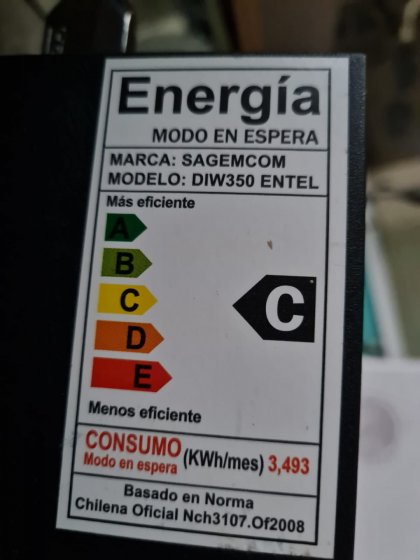 Energía
MODO EN ESPERA
MARCA: SAGEMCOM
MODELO: DIW350 ENTEL
Más eficiente
A
B
C
D
E
C
Menos eficiente
CONSUMO
Modo en espera
(KWh/mes) 3,493
Basado en Norma
Chilena Oficial Nch3107.Of2008